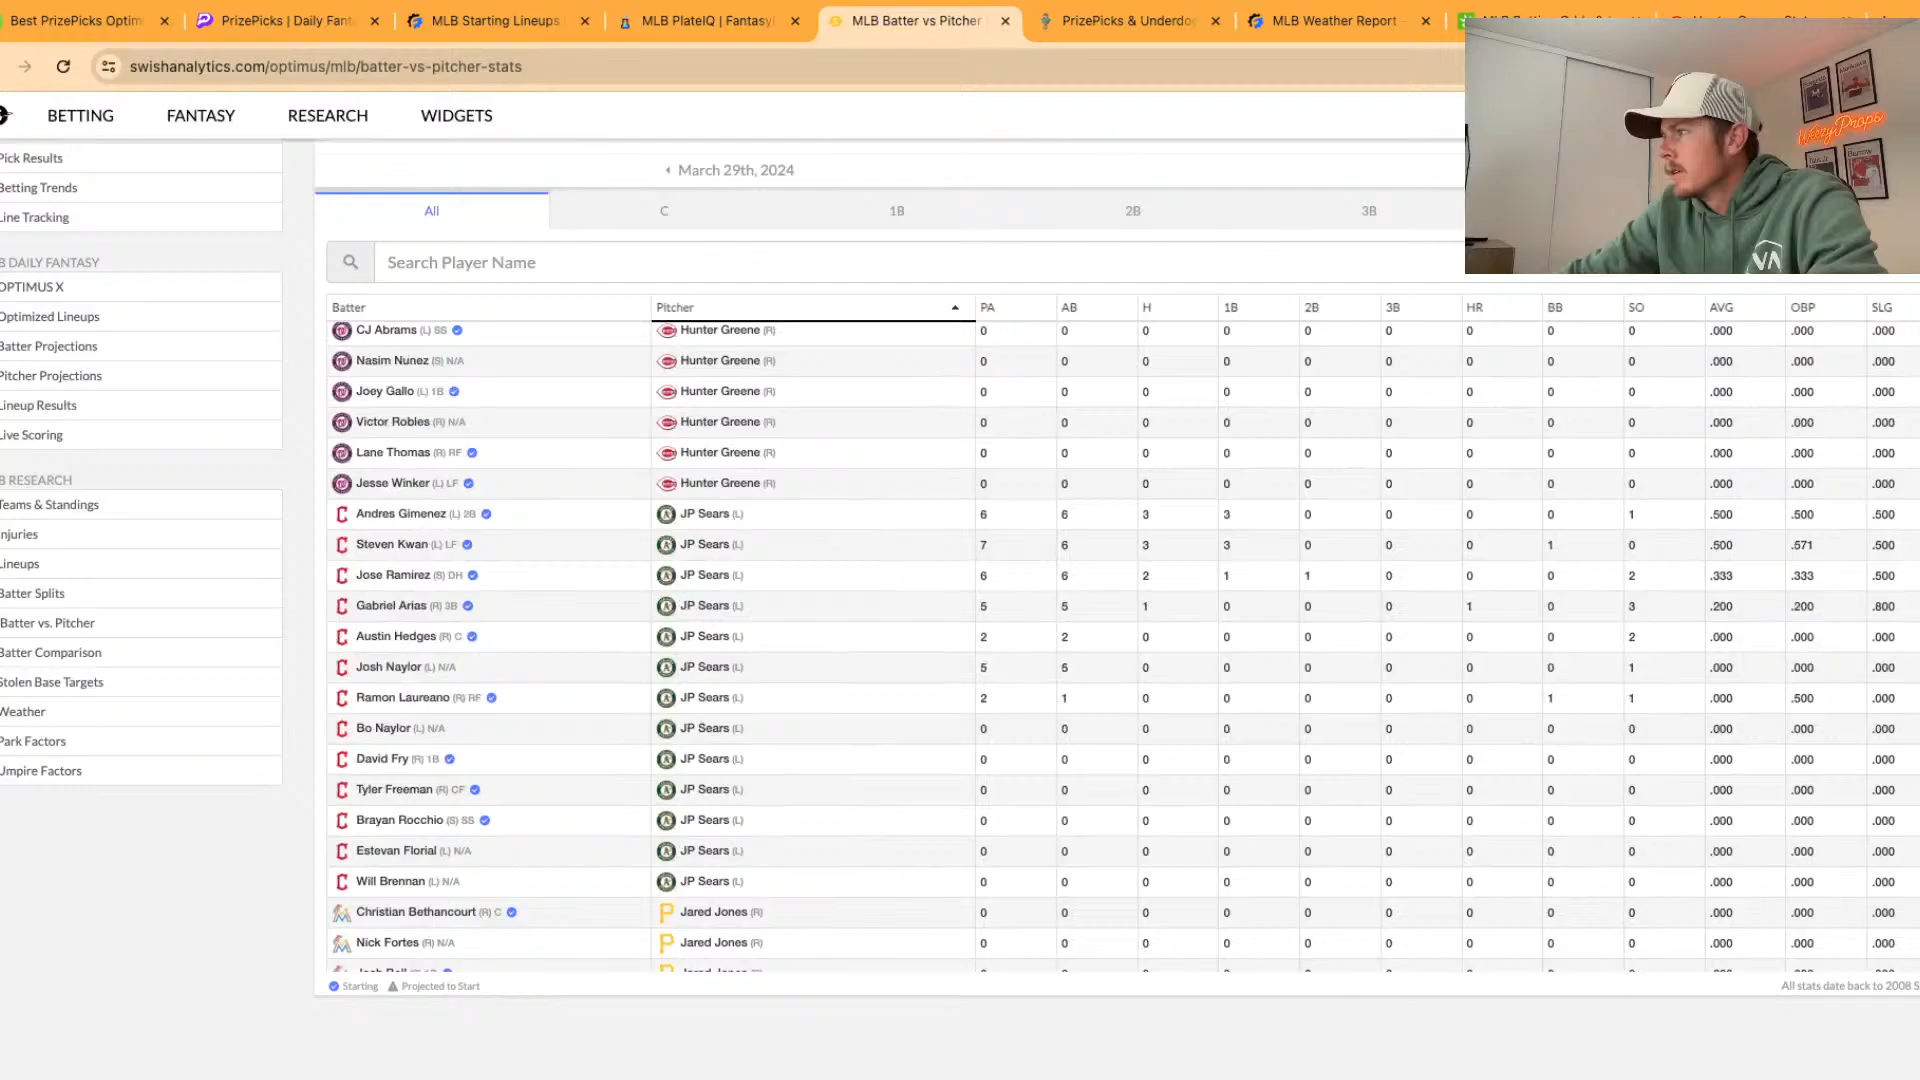 Best PrizePicks Optim
PrizePicks | Daily Fant
MLB Starting Lineups
MLB PlateIQ | Fantasy
MLB Batter vs Pitcher
PrizePicks & Underdo
MLB Weather Report -
swishanalytics.com/optimus/mlb/batter-vs-pitcher-stats
BETTING FANTASY RESEARCH WIDGETS
Pick Results
Betting Trends
Line Tracking
B DAILY FANTASY
OPTIMUS X
Optimized Lineups
Batter Projections
Pitcher Projections
Lineup Results
Live Scoring
B RESEARCH
Teams & Standings
Injuries
Lineups
Batter Splits
Batter vs. Pitcher
Batter Comparison
Stolen Base Targets
Weather
Park Factors
Umpire Factors
March 29th, 2024
All C 1B 2B 3B
Search Player Name
Batter Pitcher PA AB H 1B 2B 3B HR BB SO AVG OBP SLG
CJ Abrams (L) SS Hunter Greene (R) 0 0 0 0 0 0 0 0 0 .000 .000 .000
Nasim Nunez (S) N/A Hunter Greene (R) 0 0 0 0 0 0 0 0 0 .000 .000 .000
Joey Gallo (L) 1B Hunter Greene (R) 0 0 0 0 0 0 0 0 0 .000 .000 .000
Victor Robles (R) N/A Hunter Greene (R) 0 0 0 0 0 0 0 0 0 .000 .000 .000
Lane Thomas (R) RF Hunter Greene (R) 0 0 0 0 0 0 0 0 0 .000 .000 .000
Jesse Winker (L) LF Hunter Greene (R) 0 0 0 0 0 0 0 0 0 .000 .000 .000
Andres Gimenez (L) 2B JP Sears (L) 6 6 3 3 0 0 0 0 1 .500 .500 .500
Steven Kwan (L) LF JP Sears (L) 7 6 3 3 0 0 0 1 0 .500 .571 .500
Jose Ramirez (S) DH JP Sears (L) 6 6 2 1 1 0 0 0 2 .333 .333 .500
Gabriel Arias (R) 3B JP Sears (L) 5 5 1 0 0 0 1 0 3 .200 .200 .800
Austin Hedges (R) C JP Sears (L) 2 2 0 0 0 0 0 0 2 .000 .000 .000
Josh Naylor (L) N/A JP Sears (L) 5 5 0 0 0 0 0 0 1 .000 .000 .000
Ramon Laureano (R) RF JP Sears (L) 2 1 0 0 0 0 0 1 1 .000 .500 .000
Bo Naylor (L) N/A JP Sears (L) 0 0 0 0 0 0 0 0 0 .000 .000 .000
David Fry (R) 1B JP Sears (L) 0 0 0 0 0 0 0 0 0 .000 .000 .000
Tyler Freeman (R) CF JP Sears (L) 0 0 0 0 0 0 0 0 0 .000 .000 .000
Brayan Rocchio (S) SS JP Sears (L) 0 0 0 0 0 0 0 0 0 .000 .000 .000
Estevan Florial (L) N/A JP Sears (L) 0 0 0 0 0 0 0 0 0 .000 .000 .000
Will Brennan (L) N/A JP Sears (L) 0 0 0 0 0 0 0 0 0 .000 .000 .000
Christian Bethancourt (R) C Jared Jones (R) 0 0 0 0 0 0 0 0 0 .000 .000 .000
Nick Fortes (R) N/A Jared Jones (R) 0 0 0 0 0 0 0 0 0 .000 .000 .000
Starting Projected to Start
All stats date back to 2008 S
WeezyProps
Burrow
VA